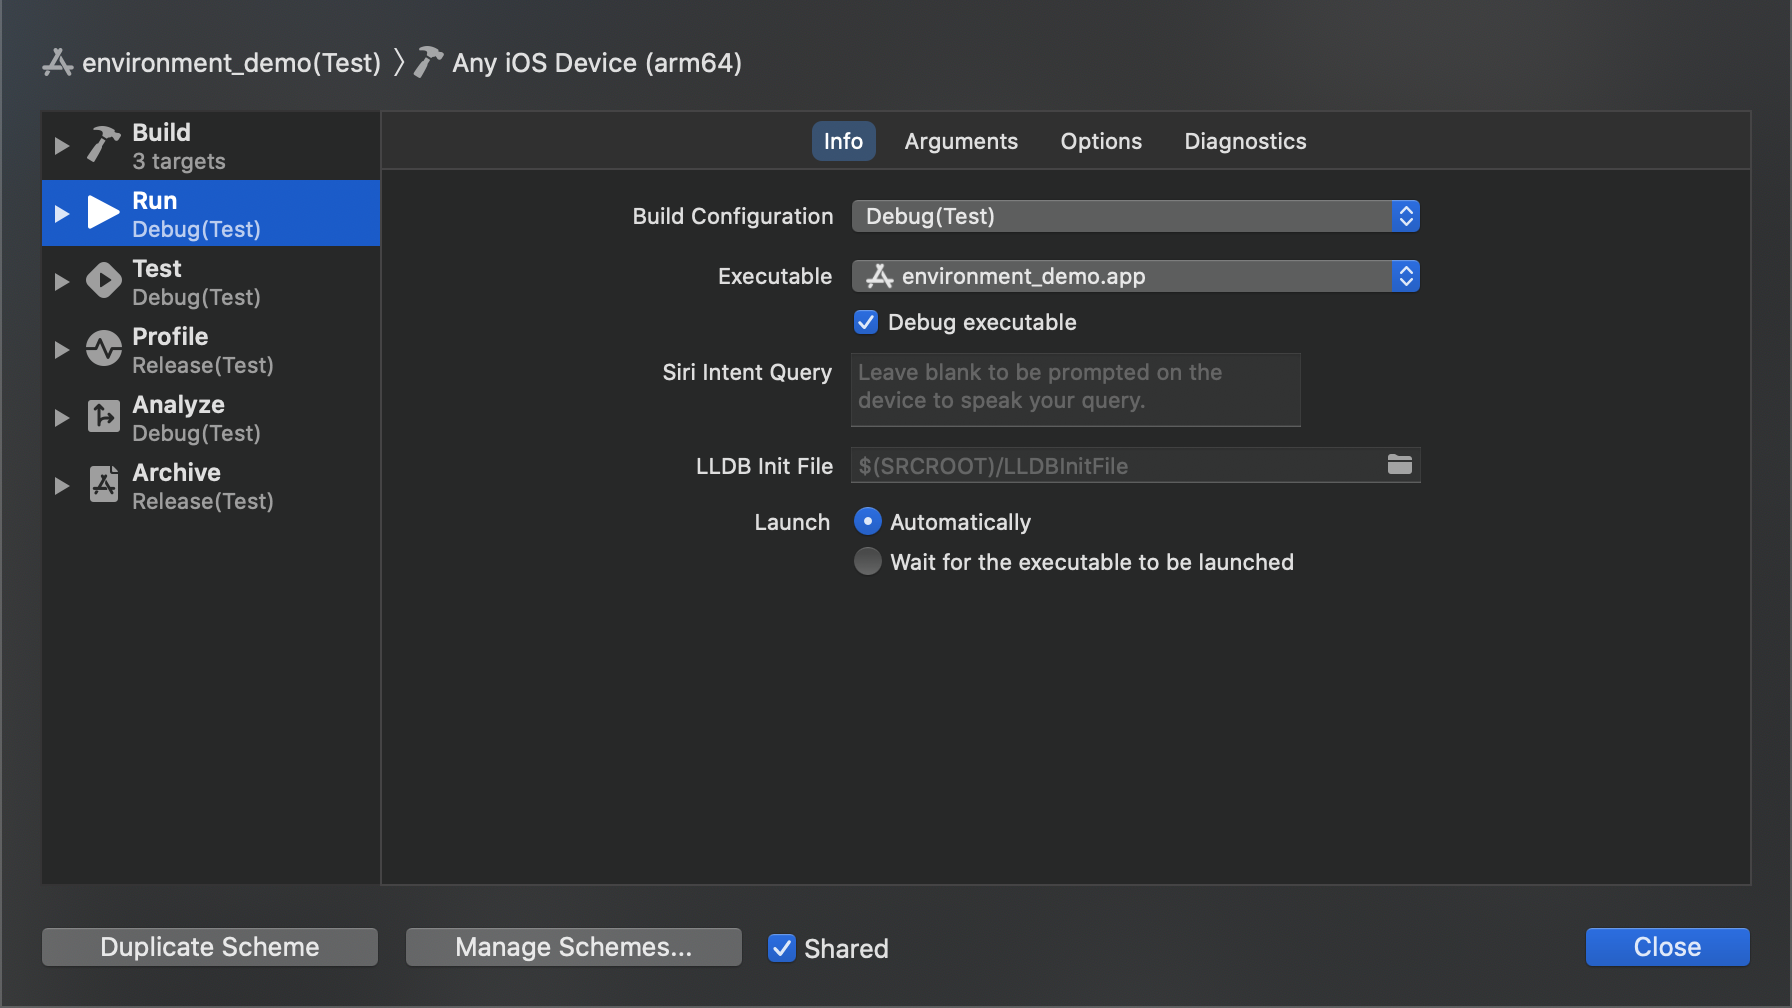 environment_demo(Test) 〉 Any iOS Device (arm64)
Build
3 targets
Run
Debug(Test)
Test
Debug(Test)
Profile
Release(Test)
Analyze
Debug(Test)
Archive
Release(Test)
Info Arguments Options Diagnostics
Build Configuration Debug(Test)
Executable environment_demo.app
Debug executable
Siri Intent Query Leave blank to be prompted on the
device to speak your query.
LLDB Init File $(SRCROOT)/LLDBInitFile
Launch Automatically
Wait for the executable to be launched
Duplicate Scheme Manage Schemes... Shared Close